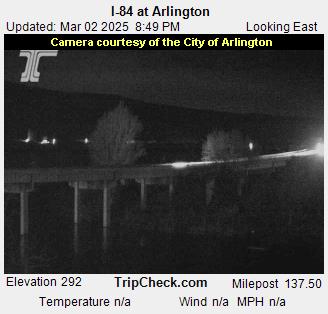 I-84 at Arlington
Updated: Mar 02 2025 8:49 PM Looking East
Camera courtesy of the City of Arlington
Elevation 292 TripCheck.com Milepost 137.50
Temperature n/a Wind n/a MPH n/a